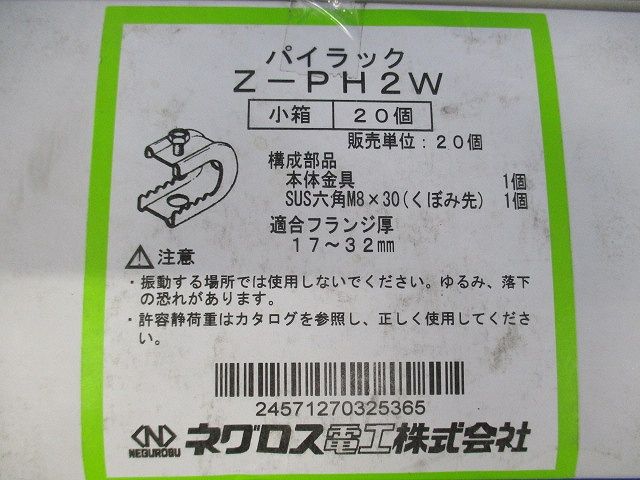 パイラック
Z－PH2W
小箱 20個
販売単位：20個
構成部品
本体金具 1個
SUS六角M8×30(くぼみ先) 1個
適合フランジ厚
17～32mm
注意
・振動する場所では使用しないでください。ゆるみ、落下
の恐れがあります。
・許容静荷重はカタログを参照し、正しく使用してくださ
い。
24571270325365
NEGUROSU ネグロス電工株式会社